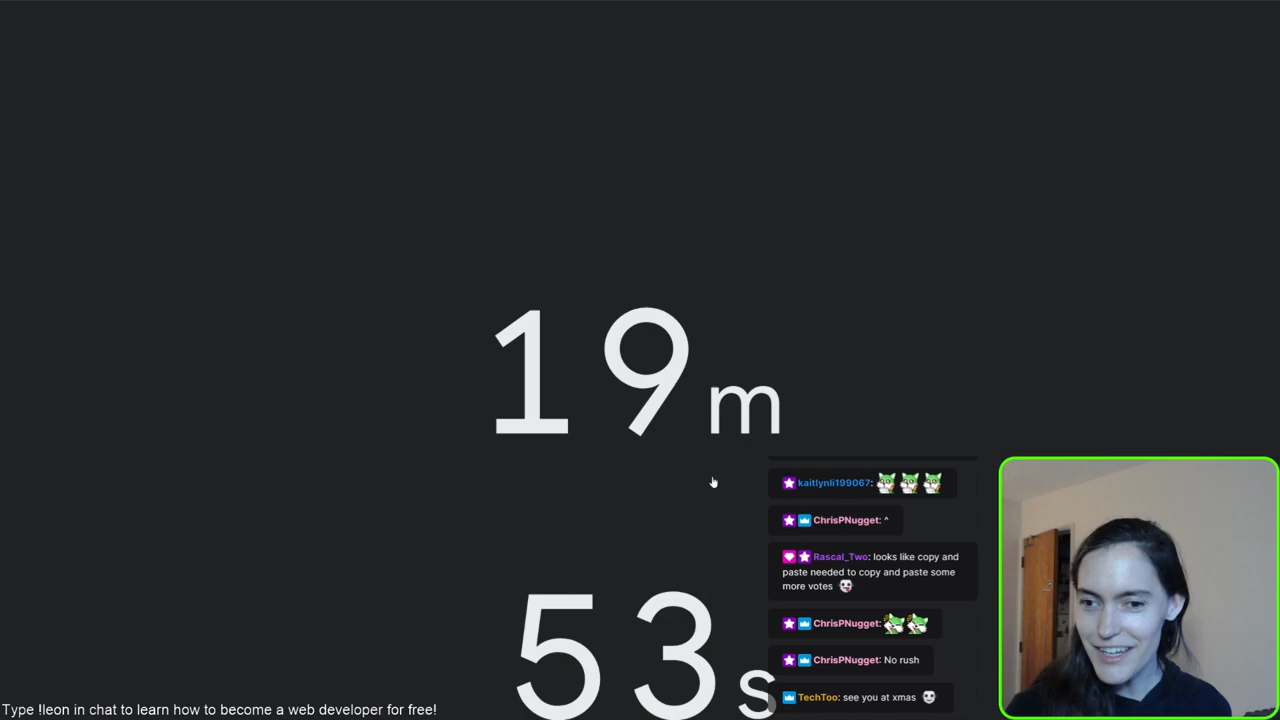 19m
53s
kaitlynli199067:
ChrisPNugget: ^
Rascal_Two: looks like copy and
paste needed to copy and paste some
more votes
ChrisPNugget:
ChrisPNugget: No rush
TechToo: see you at xmas
Type !leon in chat to learn how to become a web developer for free!